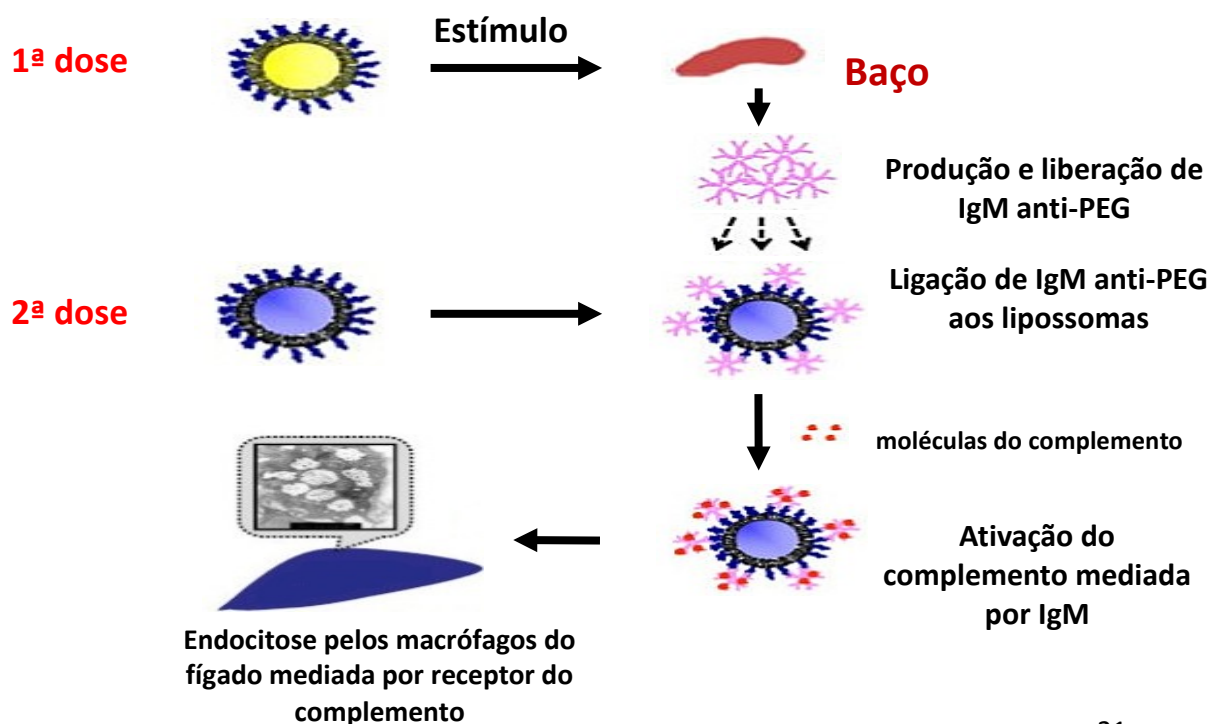 Estímulo
1ª dose
Baço
Produção e liberação de
IgM anti-PEG
2ª dose
Ligação de IgM anti-PEG
aos lipossomas
moléculas do complemento
Ativação do
complemento mediada
por IgM
Endocitose pelos macrófagos do
fígado mediada por receptor do
complemento